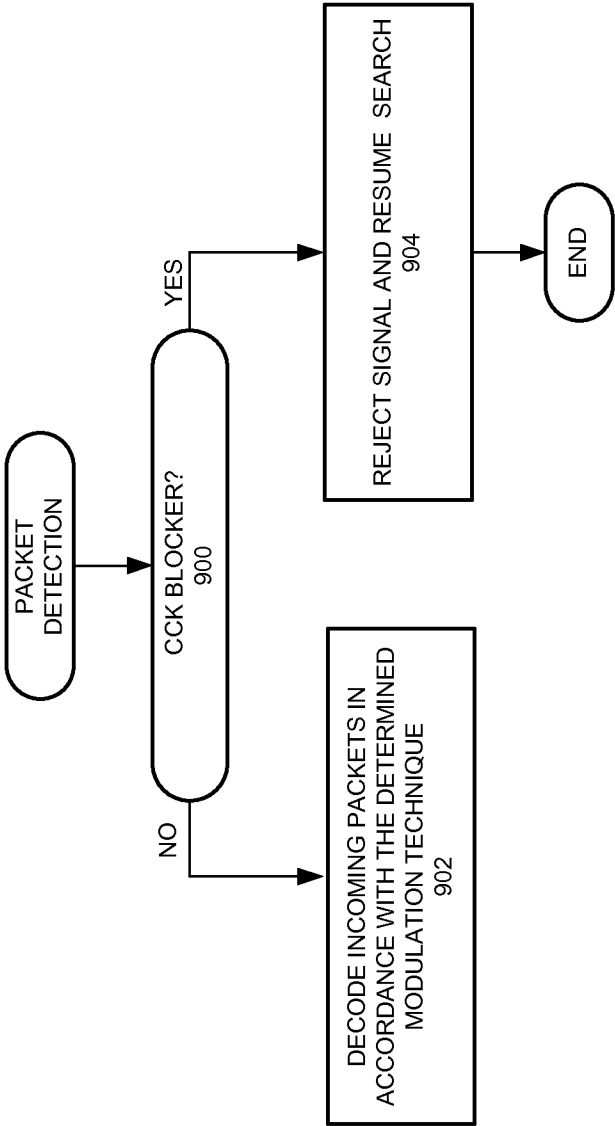 PACKET
DETECTION
CCK BLOCKER?
900
NO
YES
DECODE INCOMING PACKETS IN
ACCORDANCE WITH THE DETERMINED
MODULATION TECHNIQUE
902
REJECT SIGNAL AND RESUME SEARCH
904
END